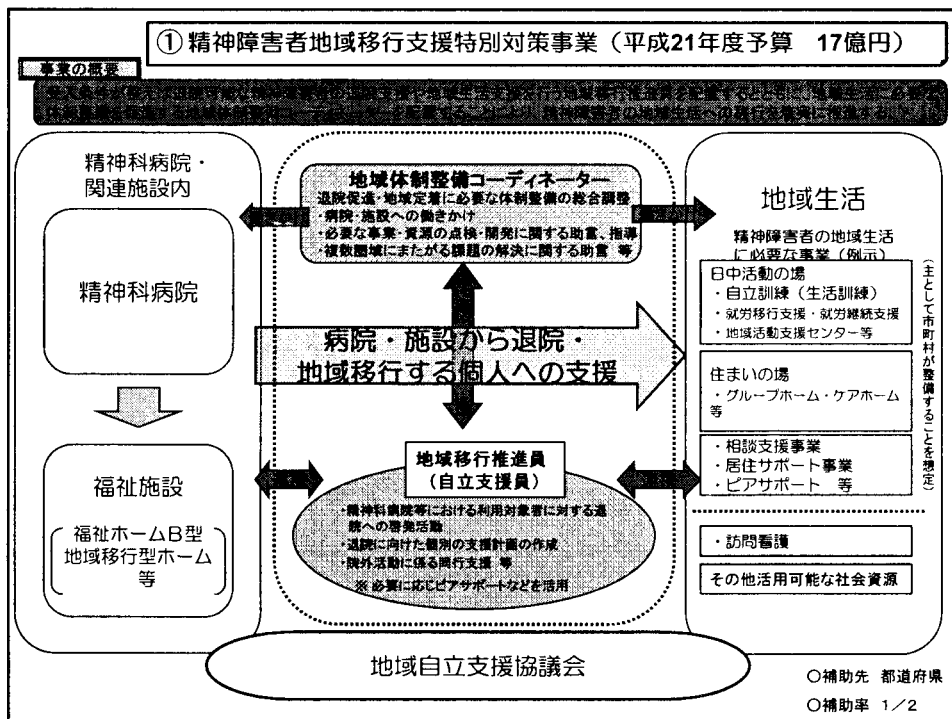 ①精神障害者地域移行支援特別対策事業（平成21年度予算　17億円）
事業の概要
精神科病院・
関連施設内
精神科病院
福祉施設
福祉ホームB型
地域移行型ホーム
等
地域体制整備コーディネーター
退院促進・地域定着に必要な体制整備の総合調整
・病院・施設への働きかけ
・必要な事業・資源の点検・開発に関する助言、指導
・複数圏域にまたがる課題の解決に関する助言 等
病院・施設から退院・
地域移行する個人への支援
地域移行推進員
（自立支援員）
・精神科病院等における利用対象者に対する退
院への啓発活動
・退院に向けた個別の支援計画の作成
・院外活動に係る同行支援 等
※必要に応じピアサポートなどを活用
地域生活
精神障害者の地域生活
に必要な事業（例示）
日中活動の場
・自立訓練（生活訓練）
・就労移行支援・就労継続支援
・地域活動支援センター等
住まいの場
・グループホーム・ケアホーム
等
・相談支援事業
・居住サポート事業
・ピアサポート　等
（主として市町村が整備することを想定）
・訪問看護
その他活用可能な社会資源
地域自立支援協議会
○補助先　都道府県
○補助率　1／2